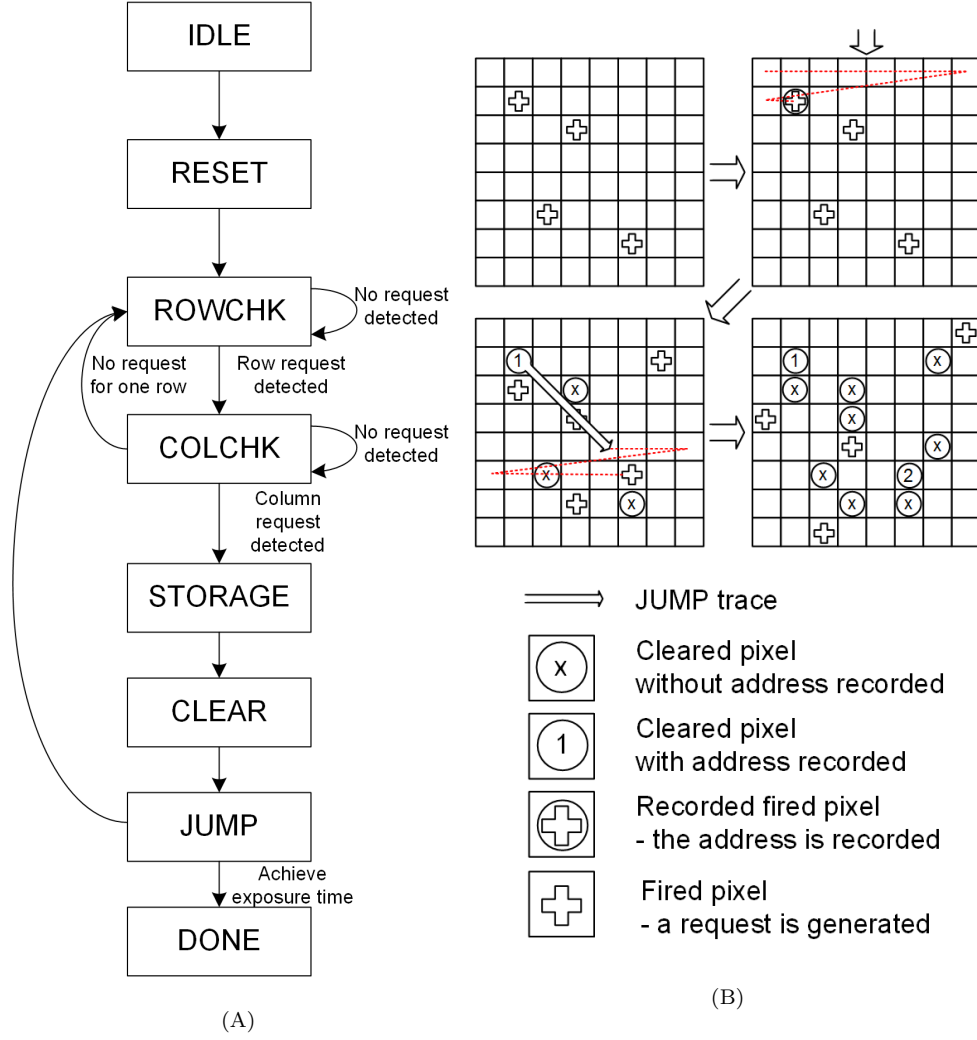 IDLE
RESET
ROWCHK
No request
detected
No request
for one row
Row request
detected
COLCHK
No request
detected
Column
request
detected
STORAGE
CLEAR
JUMP
Achieve
exposure time
DONE
(A)
1
x
x
x
1
x
x
x
x
x
x
2
x
x
JUMP trace
x
Cleared pixel
without address recorded
1
Cleared pixel
with address recorded
Recorded fired pixel
- the address is recorded
Fired pixel
- a request is generated
(B)